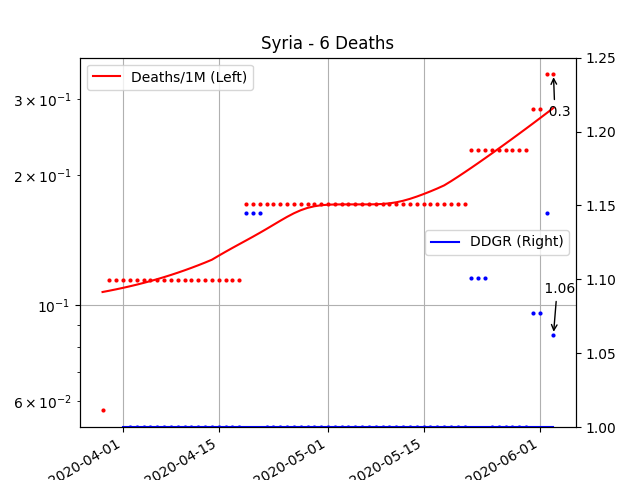 Syria - 6 Deaths
Deaths/1M (Left)
DDGR (Right)
0.3
1.06
3 × 10⁻¹
2 × 10⁻¹
10⁻¹
6 × 10⁻²
1.25
1.20
1.15
1.10
1.05
1.00
2020-04-01
2020-04-15
2020-05-01
2020-05-15
2020-06-01